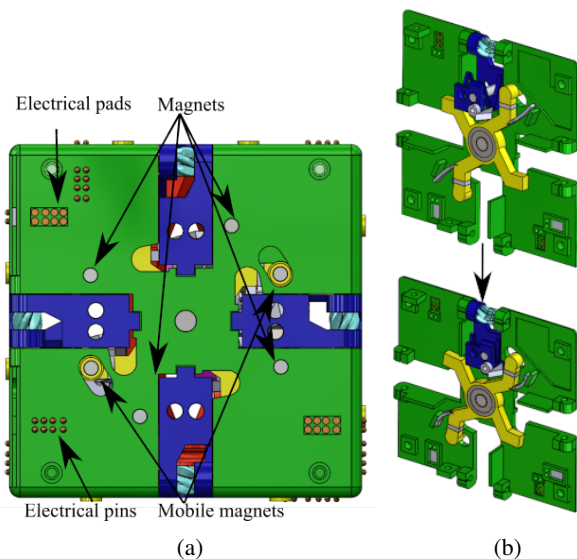 Electrical pads
Magnets
Electrical pins
Mobile magnets
(a)
(b)